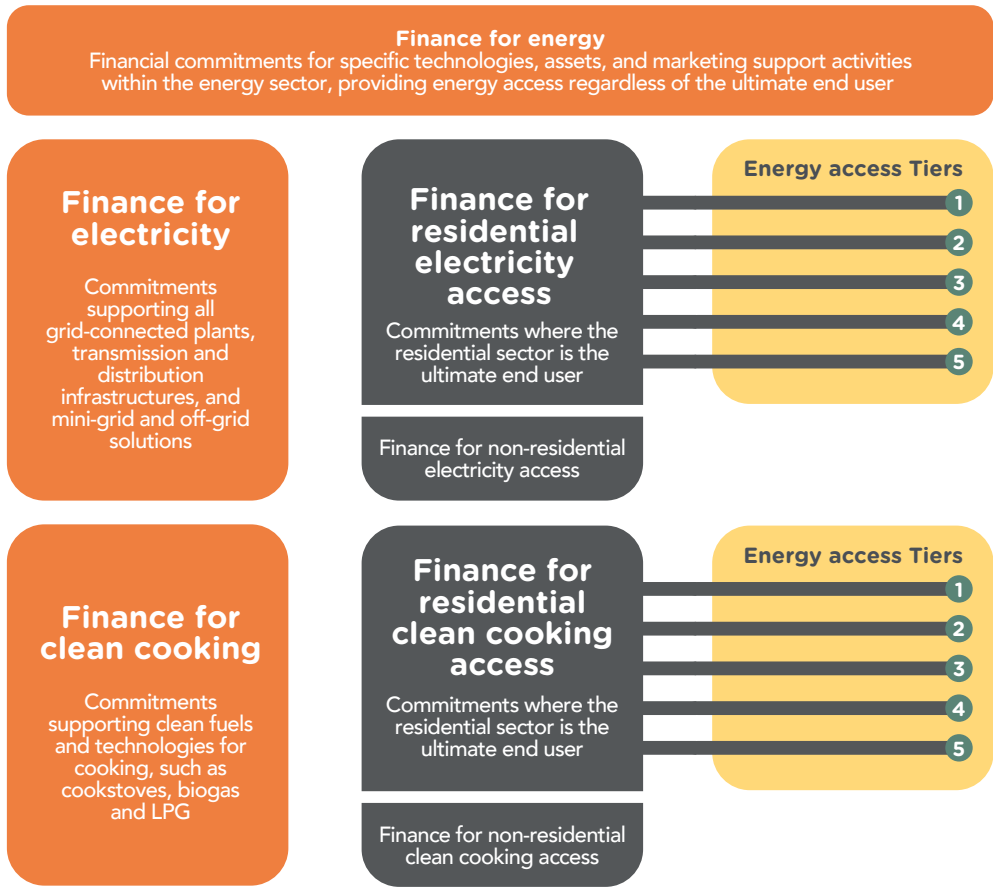 Finance for energy
Financial commitments for specific technologies, assets, and marketing support activities
within the energy sector, providing energy access regardless of the ultimate end user
Finance for
electricity
Commitments
supporting all
grid-connected plants,
transmission and
distribution
infrastructures, and
mini-grid and off-grid
solutions
Finance for
residential
electricity
access
Commitments where the
residential sector is the
ultimate end user
Finance for non-residential
electricity access
Energy access Tiers
1
2
3
4
5
Finance for
clean cooking
Commitments
supporting clean fuels
and technologies for
cooking, such as
cookstoves, biogas
and LPG
Finance for
residential
clean cooking
access
Commitments where the
residential sector is the
ultimate end user
Finance for non-residential
clean cooking access
Energy access Tiers
1
2
3
4
5